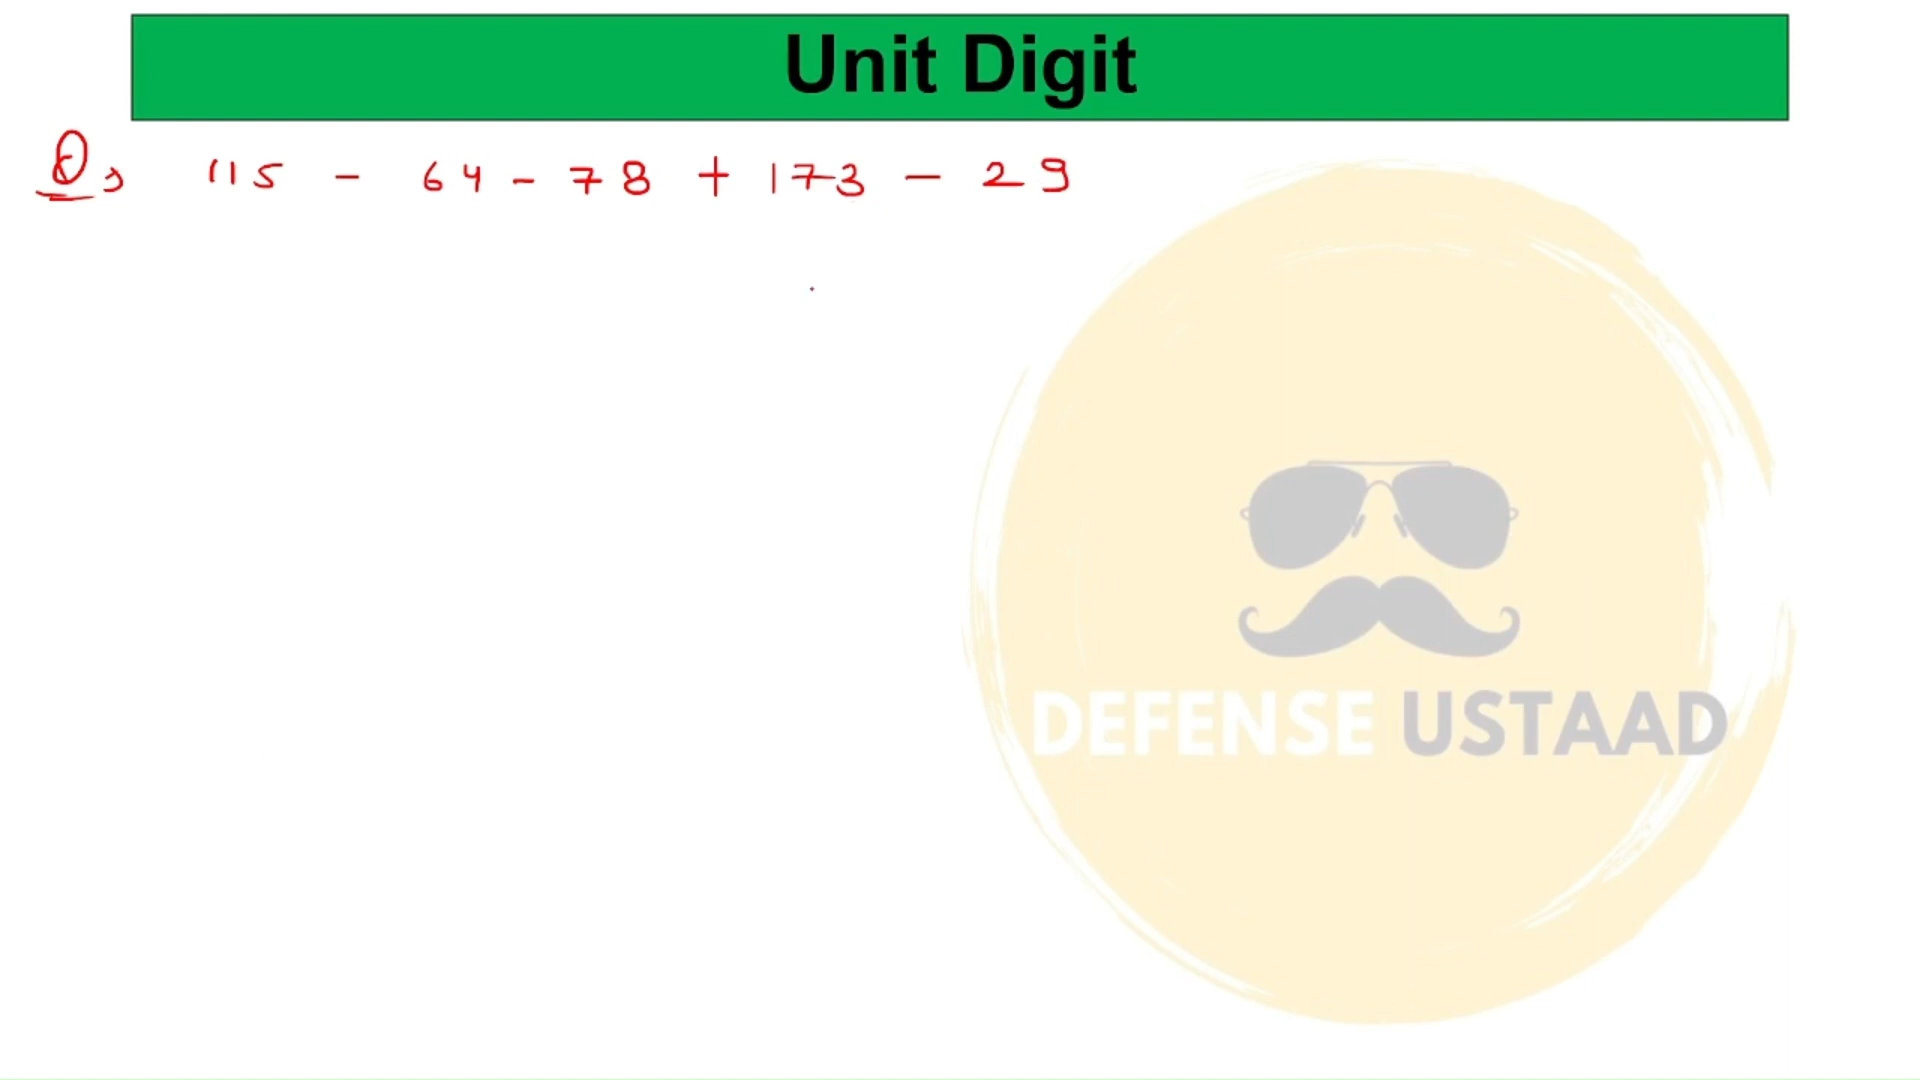 Unit Digit
Q, 115 - 64 - 78 + 173 - 29
DEFENSE USTAAD